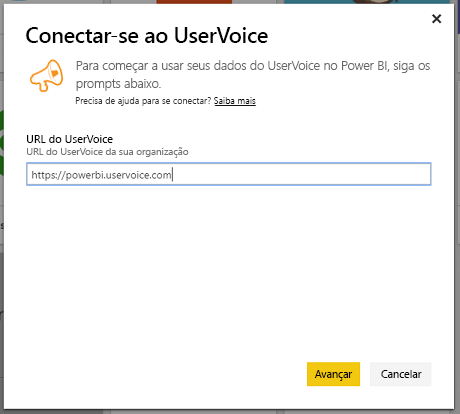 Conectar-se ao UserVoice
Para começar a usar seus dados do UserVoice no Power BI, siga os
prompts abaixo.
Precisa de ajuda para se conectar? Saiba mais
URL do UserVoice
URL do UserVoice da sua organização
https://powerbi.uservoice.com
Avançar Cancelar